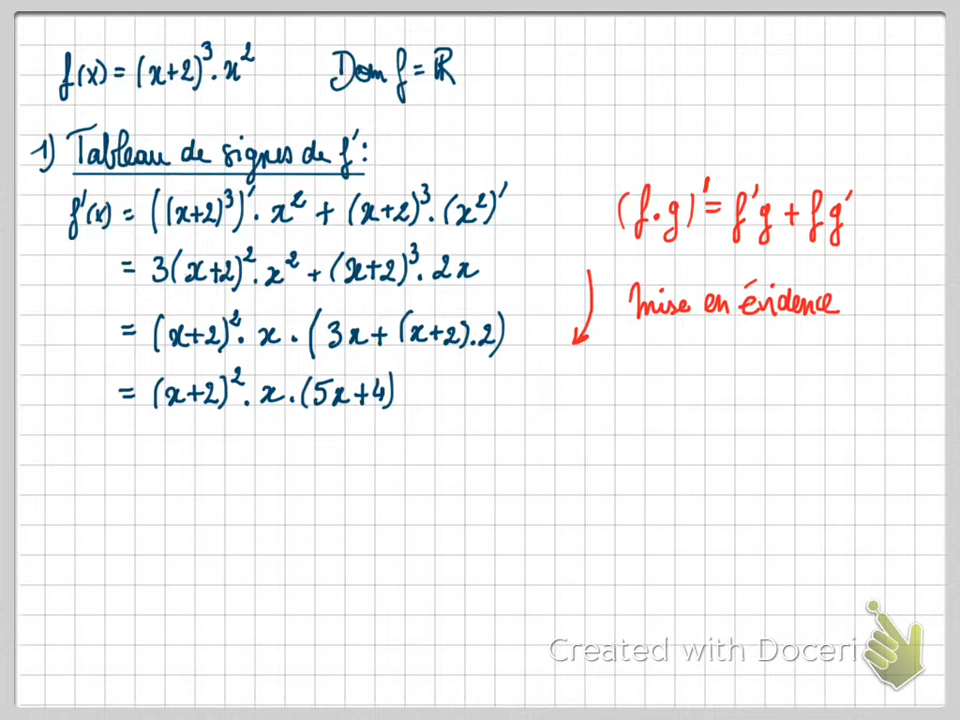 f(x) = (x+2)³ . x² Dom f = ℝ
1) Tableau de signes de f':
f'(x) = ((x+2)³)' . x² + (x+2)³ . (x²)'
(f.g)' = f'g + fg'
= 3(x+2)² . x² + (x+2)³ . 2x
mise en évidence
= (x+2)² . x . (3x + (x+2).2)
= (x+2)² . x . (5x+4)
Created with Doceri